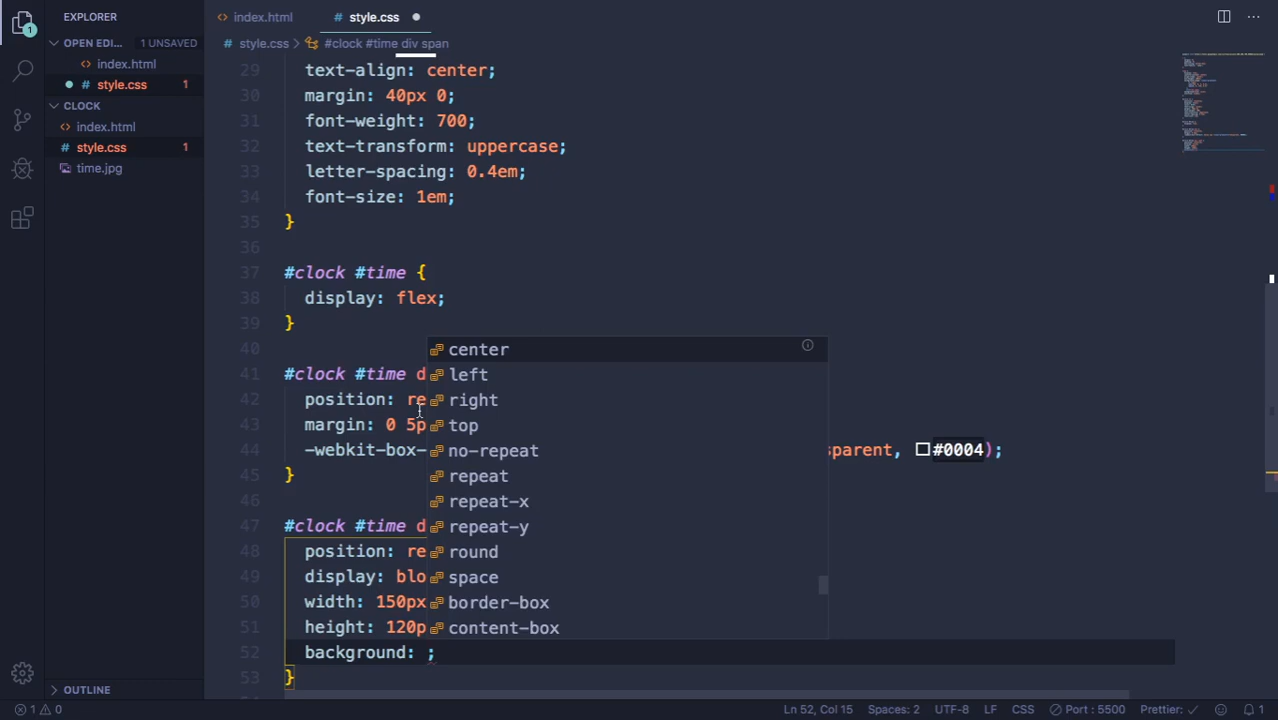 EXPLORER
index.html
style.css
OPEN EDI...
1 UNSAVED
style.css
#clock #time div span
index.html
style.css
1
CLOCK
index.html
style.css
1
time.jpg
OUTLINE
29 text-align: center;
30 margin: 40px 0;
31 font-weight: 700;
32 text-transform: uppercase;
33 letter-spacing: 0.4em;
34 font-size: 1em;
35 }
36
37 #clock #time {
38 display: flex;
39 }
40
41 #clock #time d
42 position: re
43 margin: 0 5p
44 -webkit-box- sparent, #0004);
45 }
46
47 #clock #time d
48 position: re
49 display: blo
50 width: 150px
51 height: 120p
52 background: ;
53 }
center
left
right
top
no-repeat
repeat
repeat-x
repeat-y
round
space
border-box
content-box
1
1 0
Ln 52, Col 15
Spaces: 2
UTF-8
LF
CSS
Port : 5500
Prettier:
1